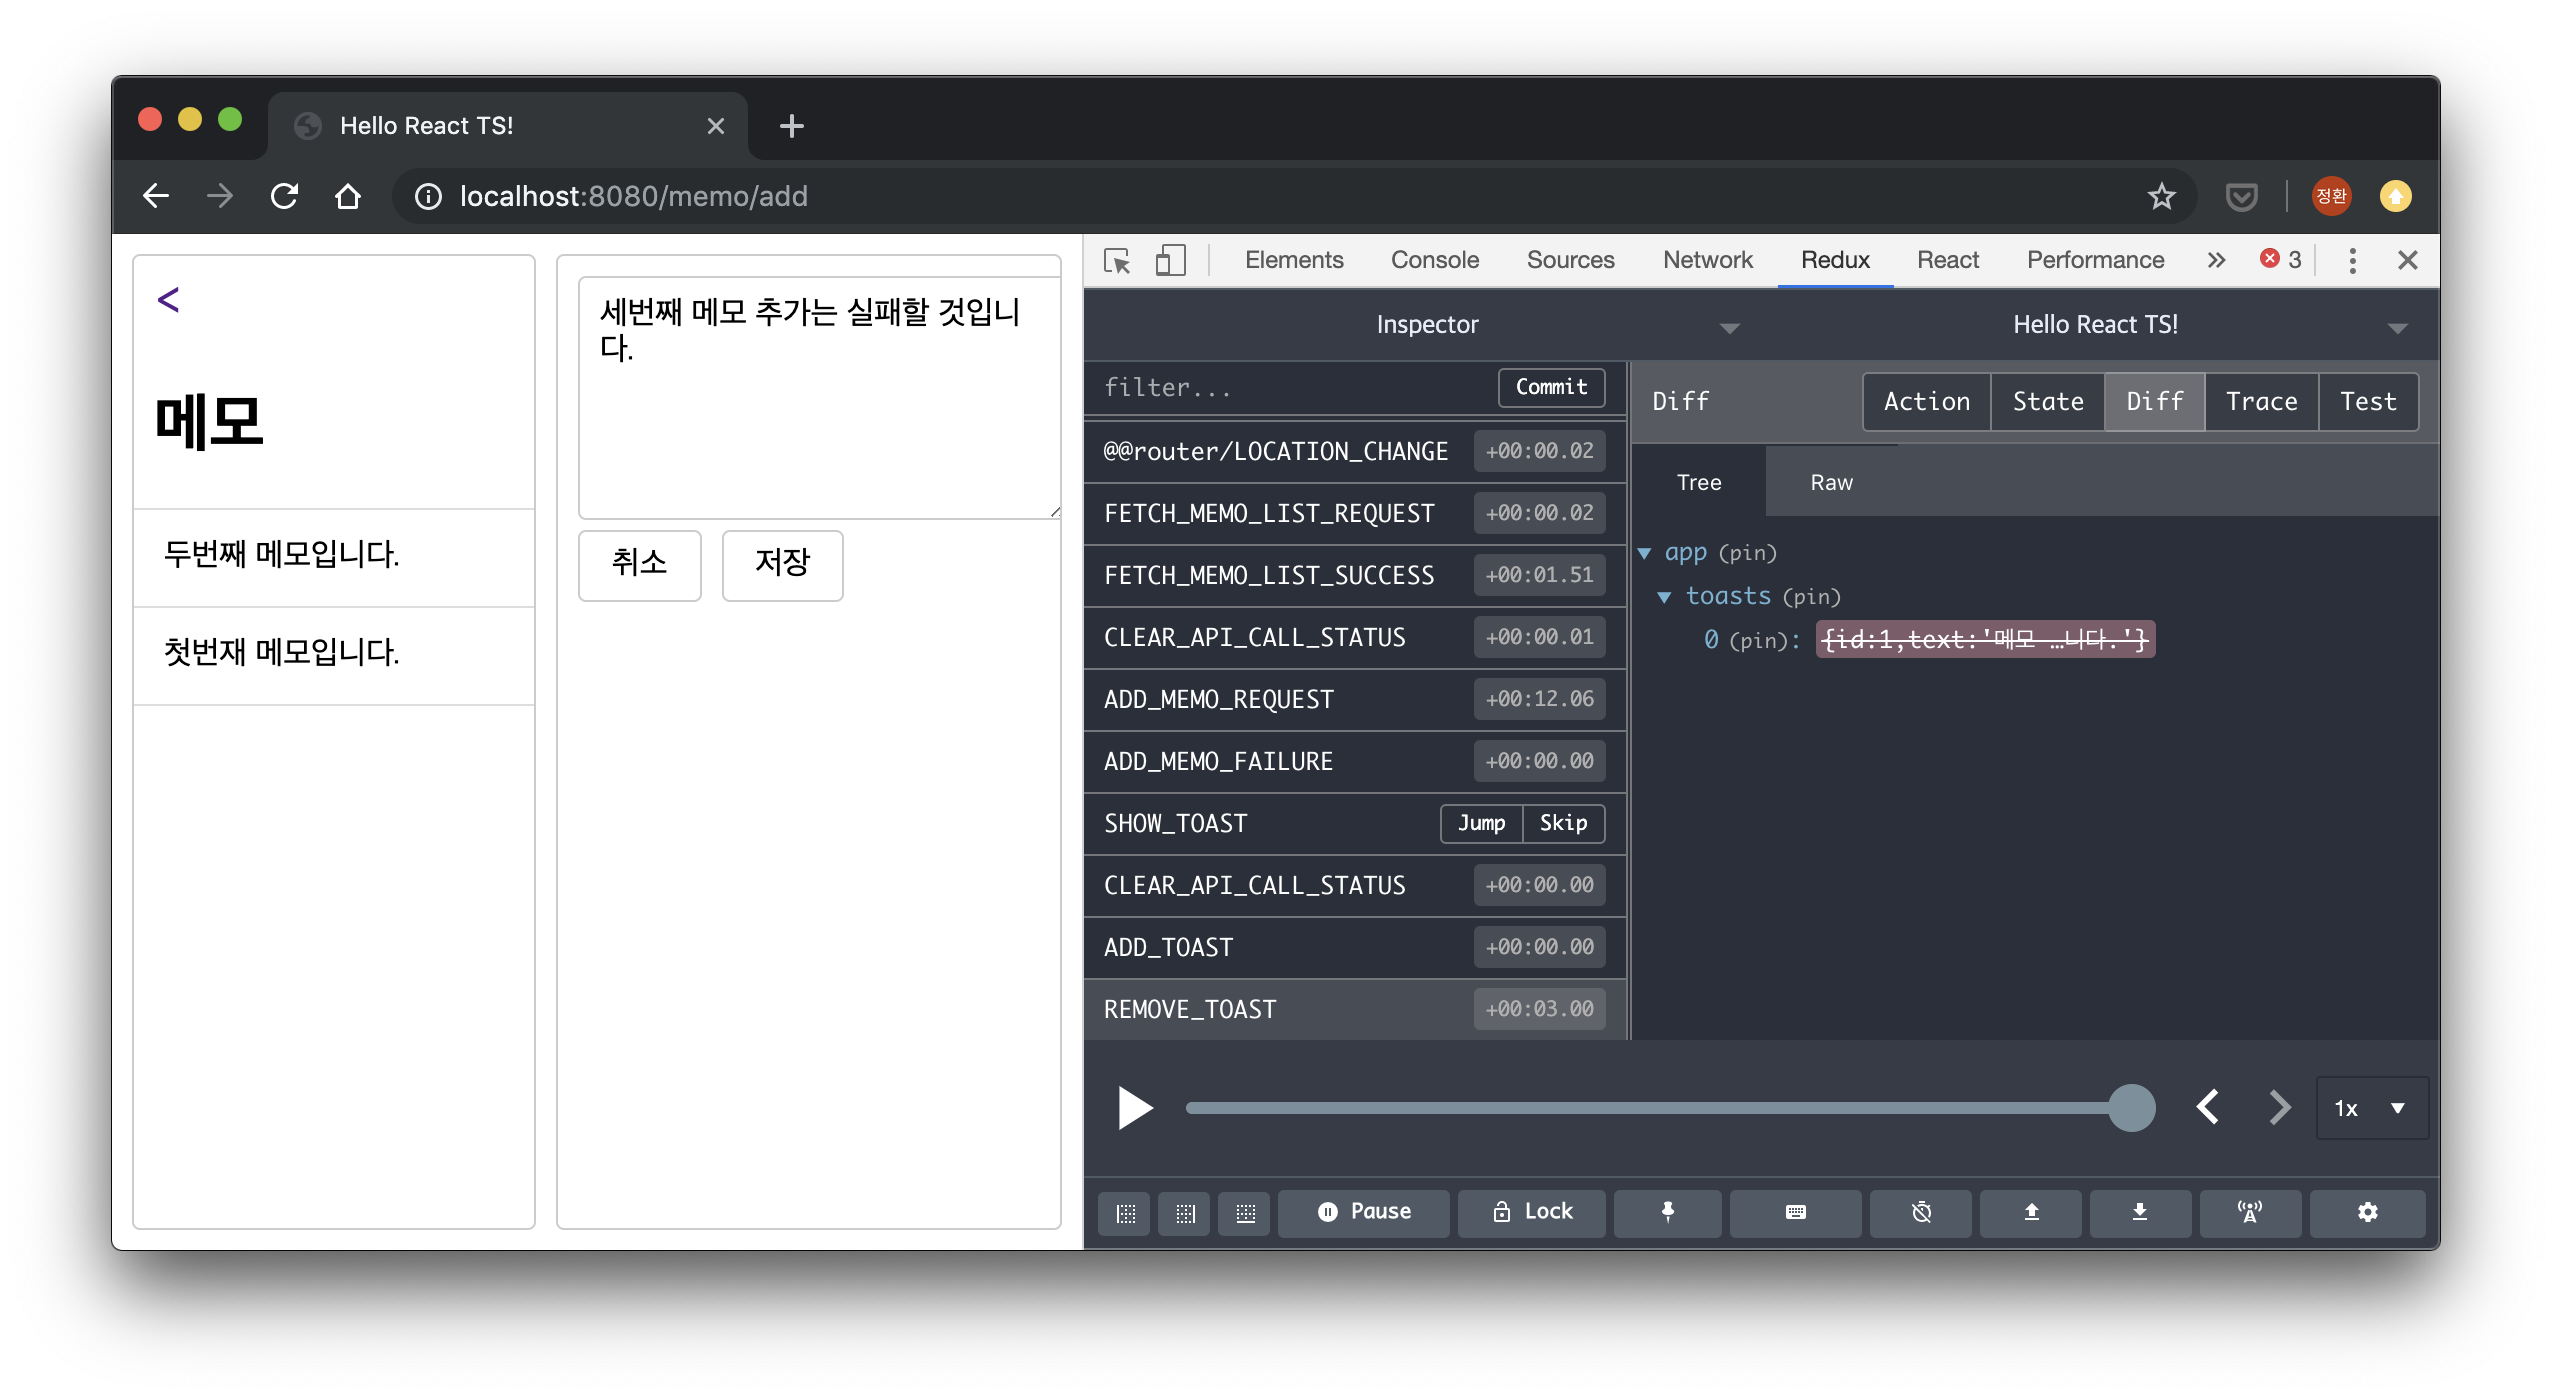 Hello React TS!
localhost:8080/memo/add
정환
<
메모
두번째 메모입니다.
첫번재 메모입니다.
세번째 메모 추가는 실패할 것입니
다.
취소
저장
Elements
Console
Sources
Network
Redux
React
Performance
»
3
Inspector
Hello React TS!
filter...
Commit
@@router/LOCATION_CHANGE +00:00.02
FETCH_MEMO_LIST_REQUEST +00:00.02
FETCH_MEMO_LIST_SUCCESS +00:01.51
CLEAR_API_CALL_STATUS +00:00.01
ADD_MEMO_REQUEST +00:12.06
ADD_MEMO_FAILURE +00:00.00
SHOW_TOAST Jump Skip
CLEAR_API_CALL_STATUS +00:00.00
ADD_TOAST +00:00.00
REMOVE_TOAST +00:03.00
Diff
Action
State
Diff
Trace
Test
Tree
Raw
app (pin)
toasts (pin)
0 (pin): {id:1,text:'메모 …니다.'}
1x
Pause
Lock